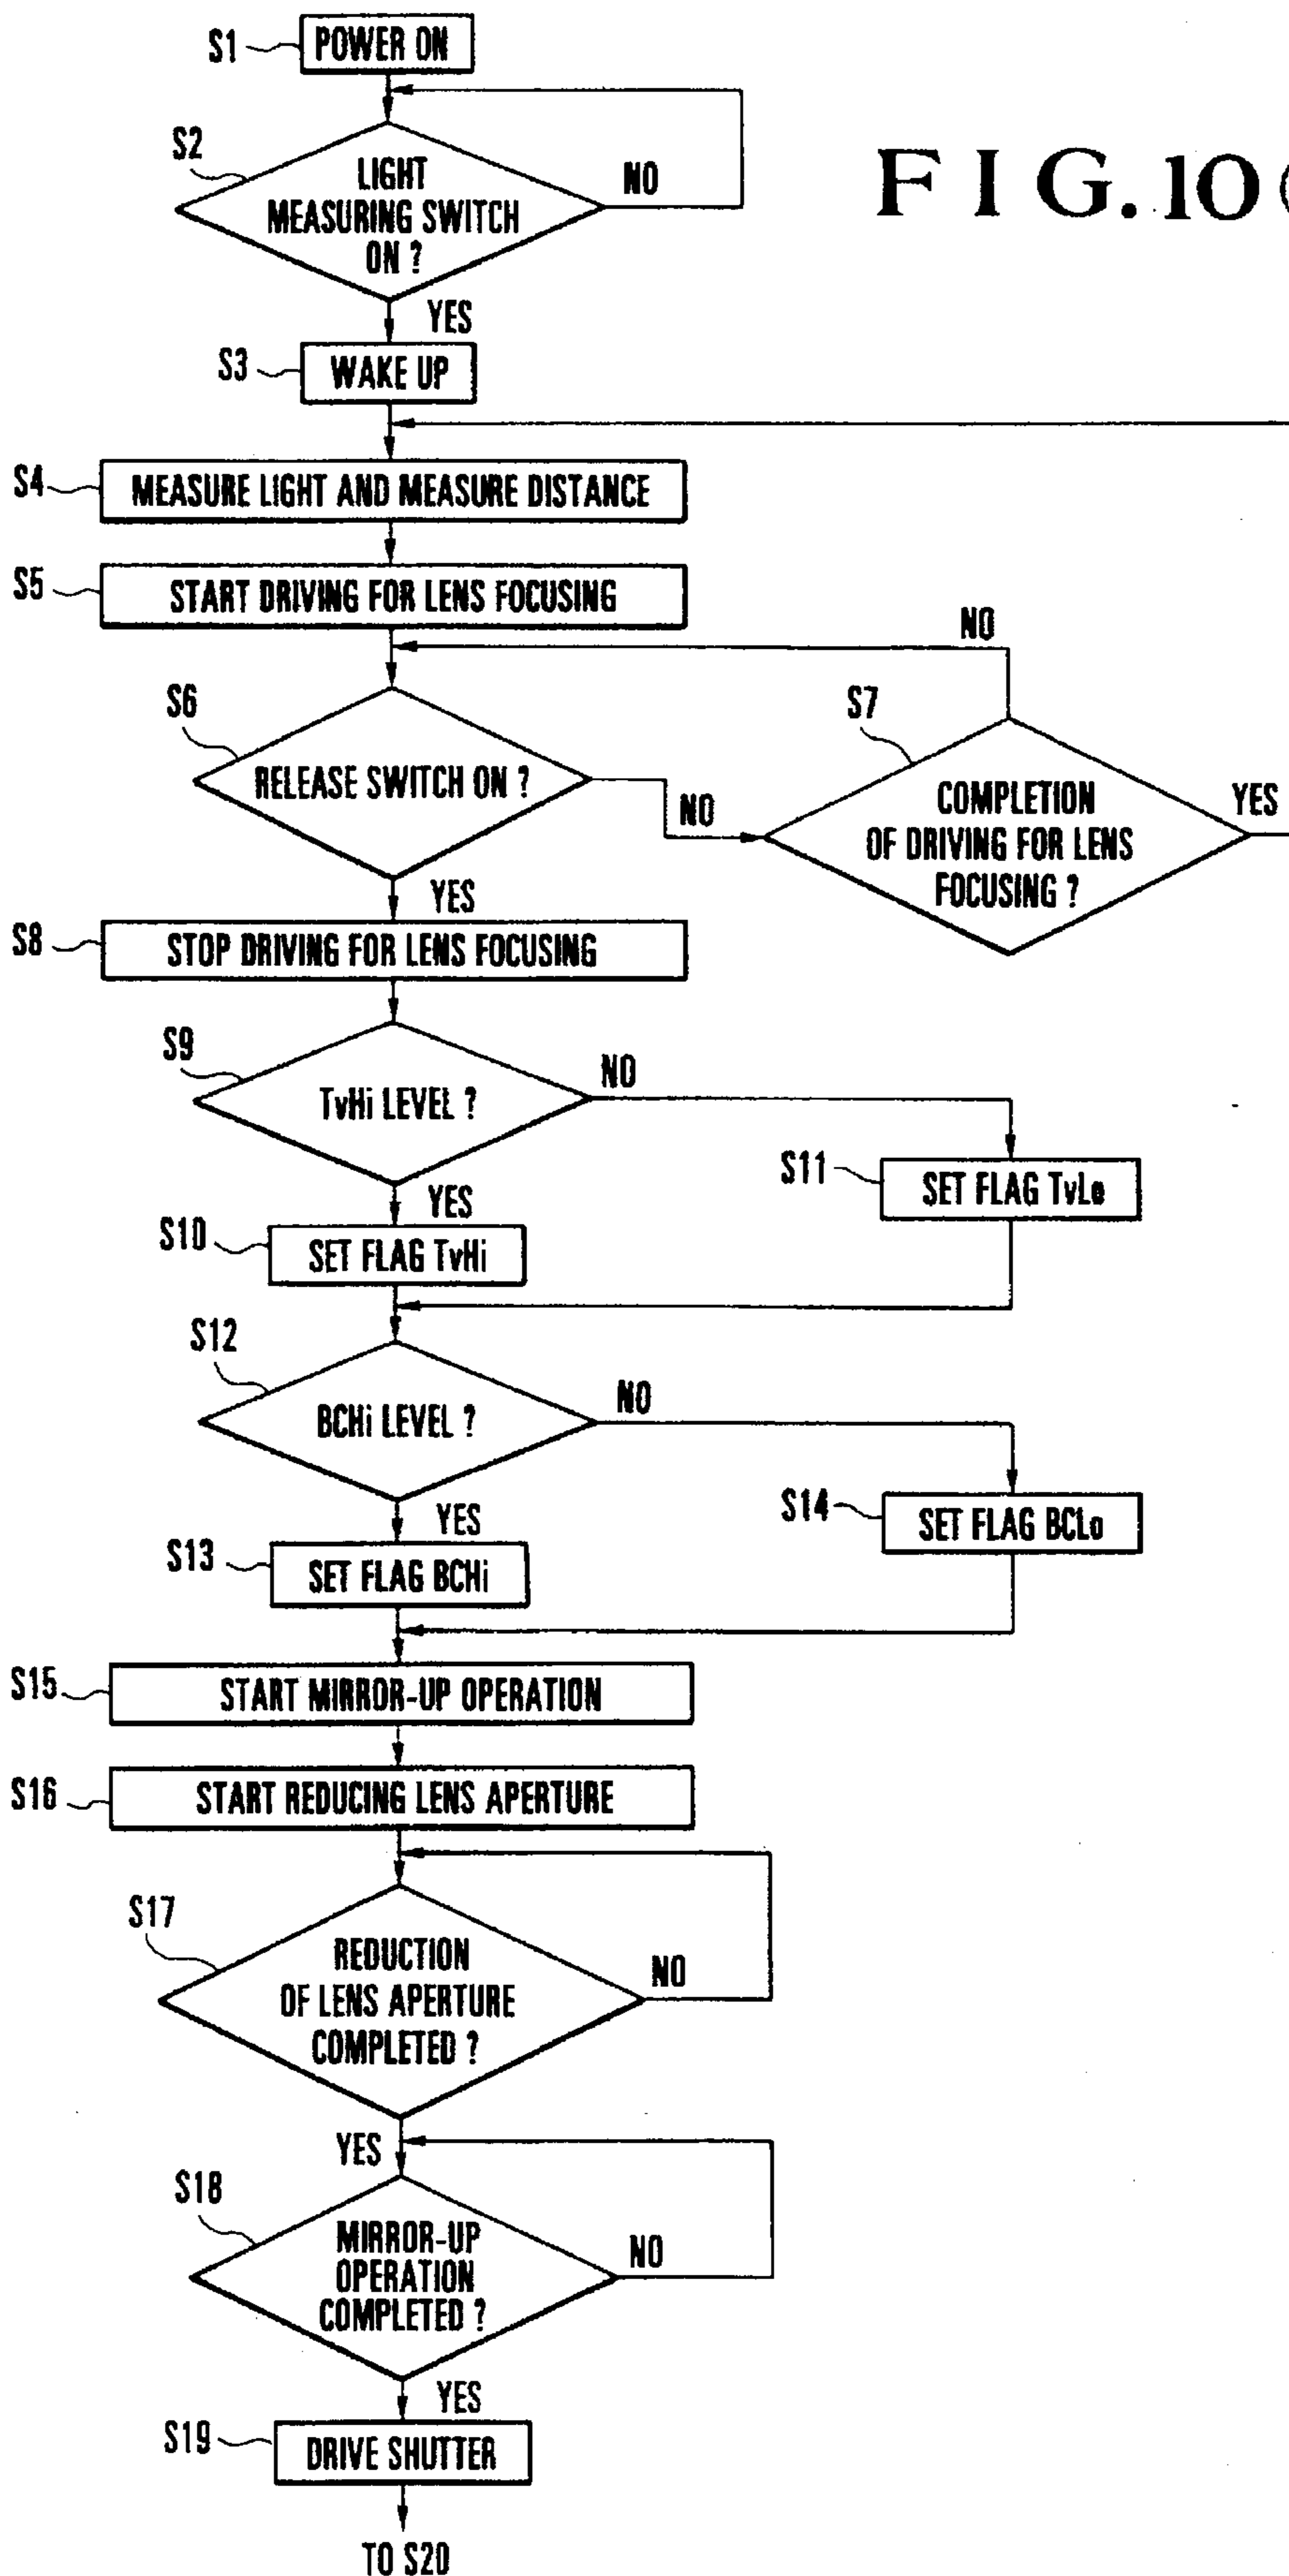 S1
POWER ON
S2
LIGHT
MEASURING SWITCH
ON ?
NO
FIG.10(
YES
S3
WAKE UP
S4
MEASURE LIGHT AND MEASURE DISTANCE
S5
START DRIVING FOR LENS FOCUSING
NO
S6
RELEASE SWITCH ON ?
NO
S7
COMPLETION
OF DRIVING FOR LENS
FOCUSING ?
YES
YES
S8
STOP DRIVING FOR LENS FOCUSING
S9
TvHi LEVEL ?
NO
S11
SET FLAG TvLo
YES
S10
SET FLAG TvHi
S12
BCHi LEVEL ?
NO
S14
SET FLAG BCLo
YES
S13
SET FLAG BCHi
S15
START MIRROR-UP OPERATION
S16
START REDUCING LENS APERTURE
S17
REDUCTION
OF LENS APERTURE
COMPLETED ?
NO
YES
S18
MIRROR-UP
OPERATION
COMPLETED ?
NO
YES
S19
DRIVE SHUTTER
TO S20